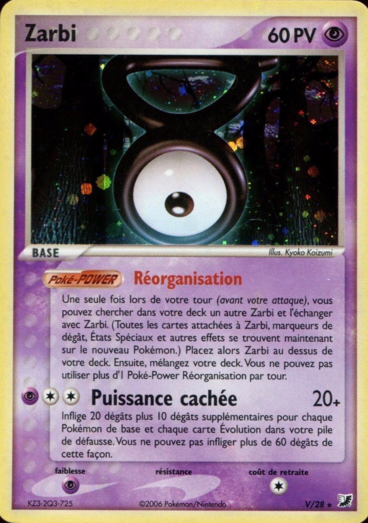 Zarbi
60 PV
BASE
Illus. Kyoko Koizumi
Poké-POWER Réorganisation
Une seule fois lors de votre tour (avant votre attaque), vous
pouvez chercher dans votre deck un autre Zarbi et l'échanger
avec Zarbi. (Toutes les cartes attachées à Zarbi, marqueurs de
dégât, États Spéciaux et autres effets se trouvent maintenant
sur le nouveau Pokémon.) Placez alors Zarbi au dessus de
votre deck. Ensuite, mélangez votre deck. Vous ne pouvez pas
utiliser plus d'1 Poké-Power Réorganisation par tour.
Puissance cachée 20+
Inflige 20 dégâts plus 10 dégâts supplémentaires pour chaque
Pokémon de base et chaque carte Évolution dans votre pile
de défausse. Vous ne pouvez pas infliger plus de 60 dégâts de
cette façon.
faiblesse résistance coût de retraite
KZ3-2Q3-725 ©2006 Pokémon/Nintendo V/28 ★